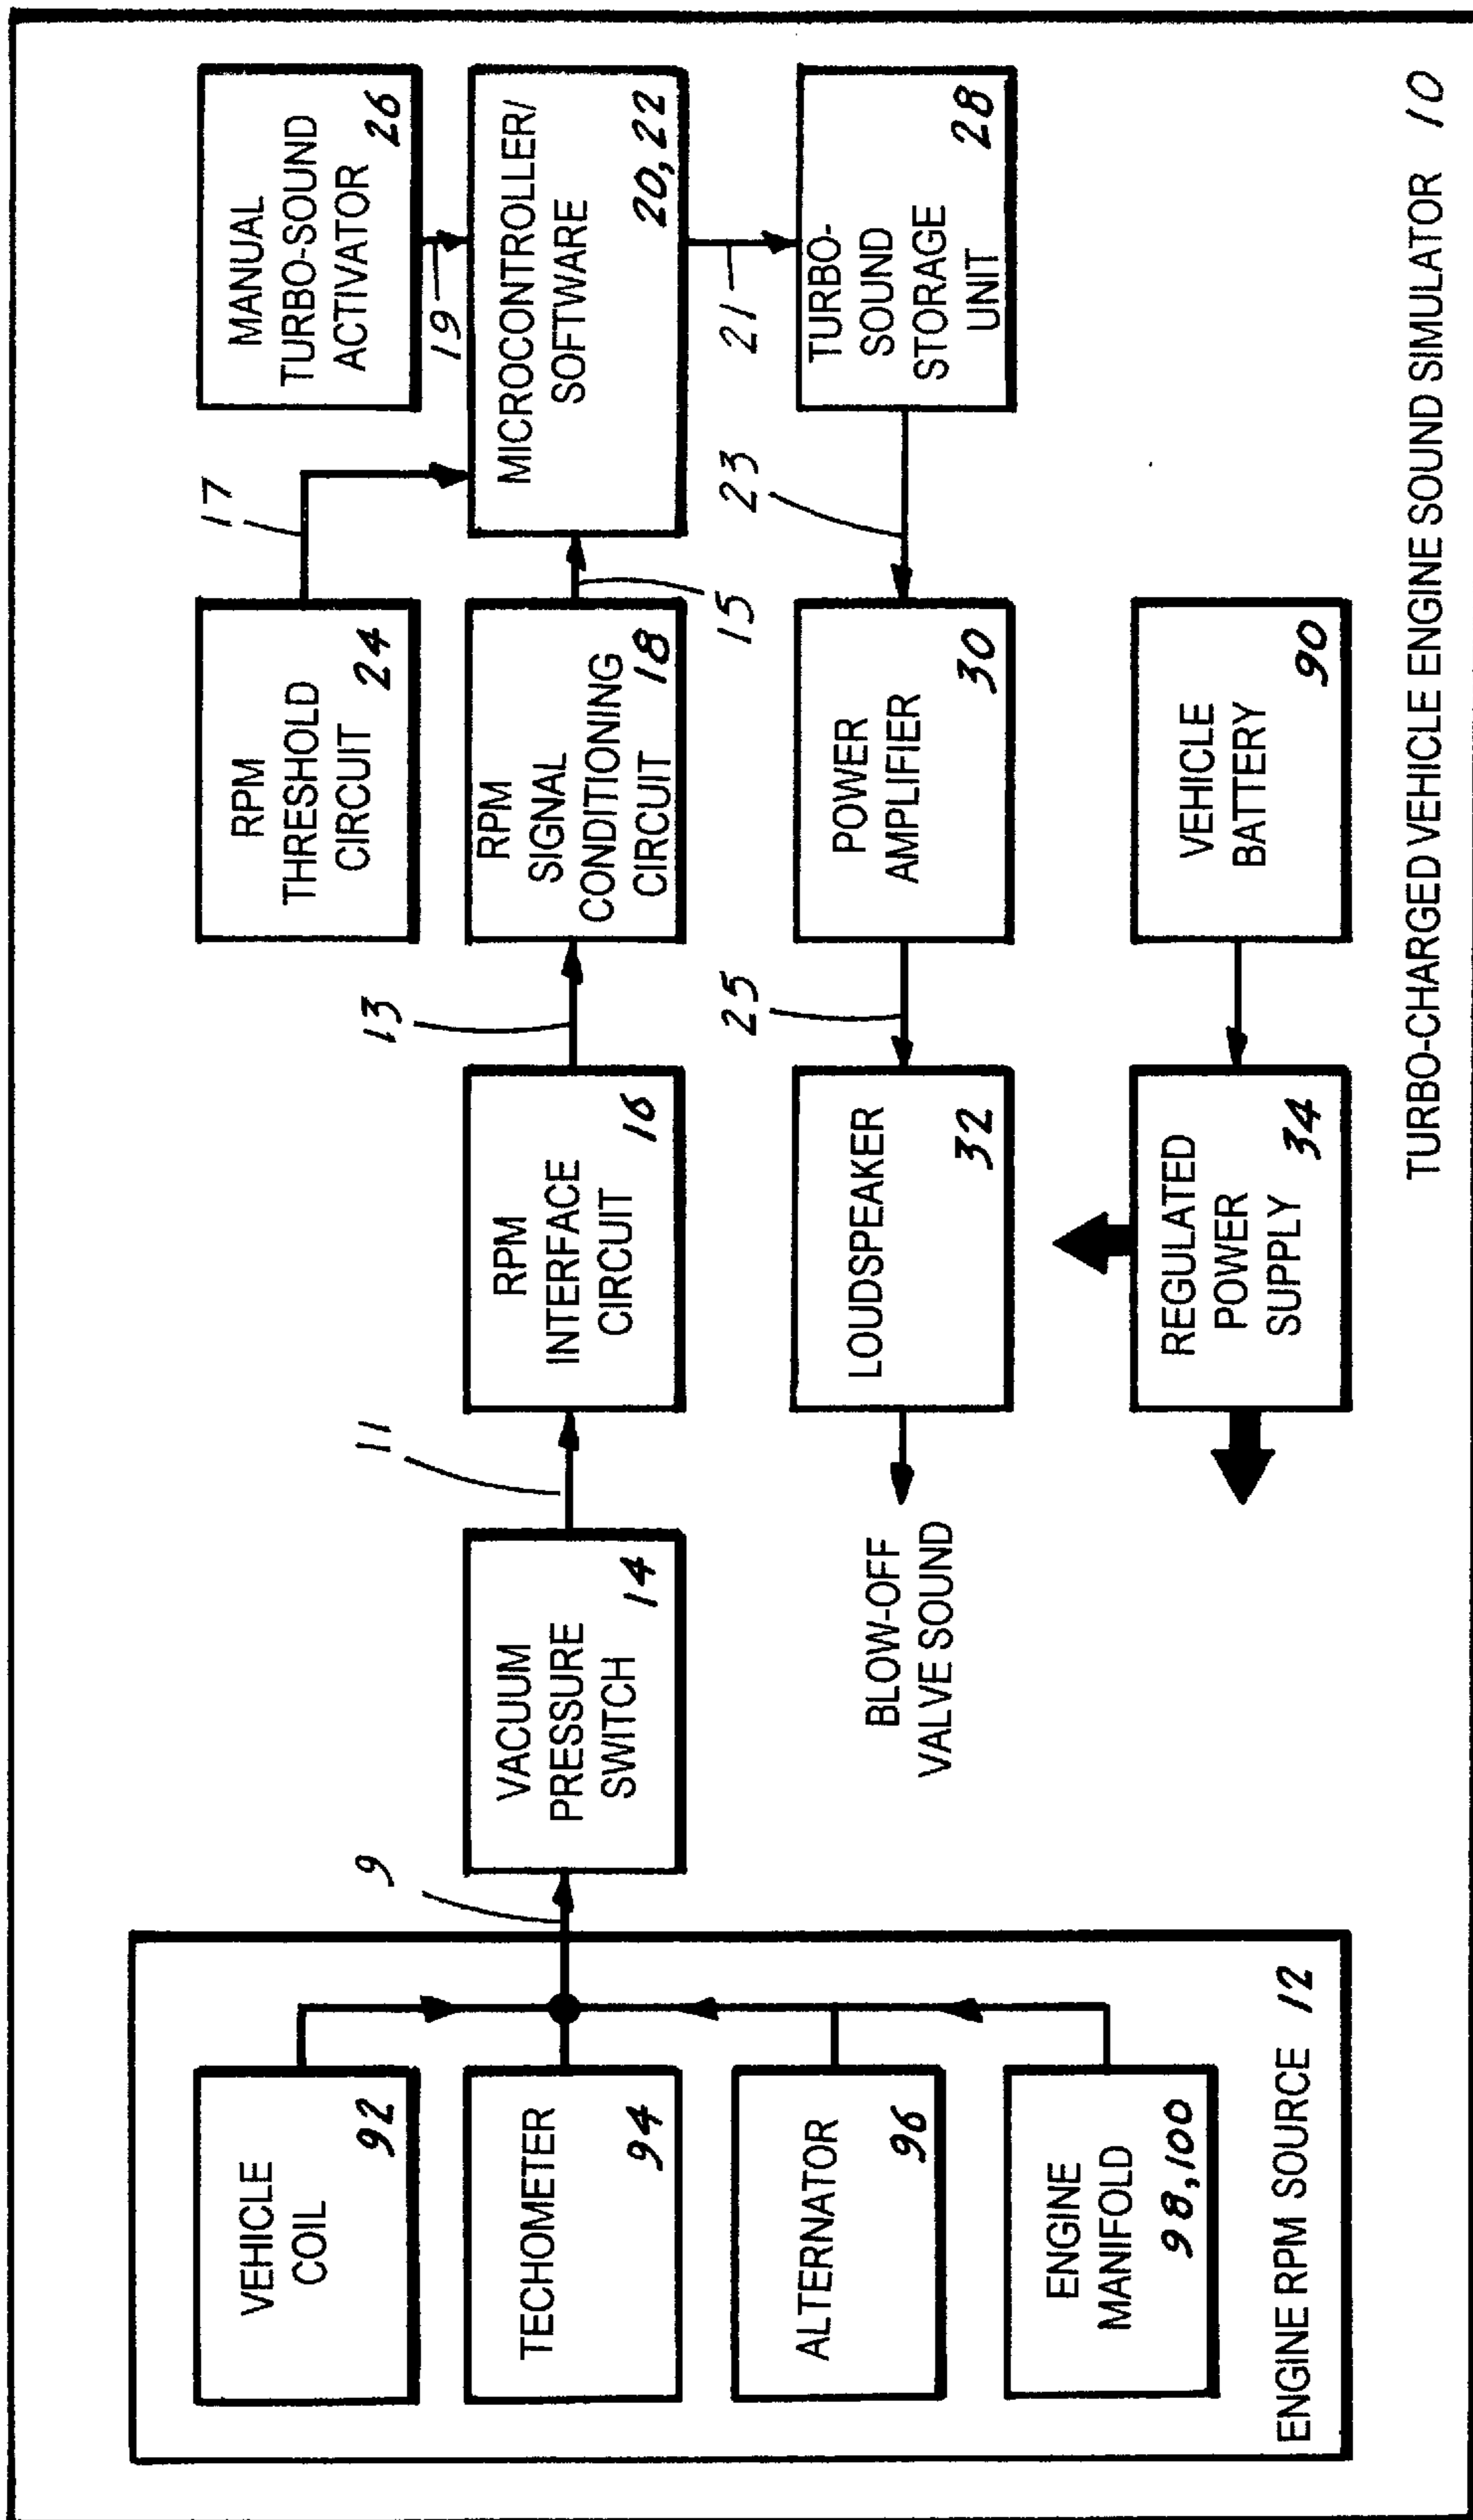 VEHICLE
COIL
92
TECHOMETER
94
ALTERNATOR
96
ENGINE
MANIFOLD
98,100
ENGINE RPM SOURCE 12
9
VACUUM
PRESSURE
SWITCH
14
11
RPM
INTERFACE
CIRCUIT
16
13
RPM
THRESHOLD
CIRCUIT
24
17
RPM
SIGNAL
CONDITIONING
CIRCUIT
18
15
MANUAL
TURBO-SOUND
ACTIVATOR
26
19
MICROCONTROLLER/
SOFTWARE
20,22
21
TURBO-
SOUND
STORAGE
UNIT
28
23
POWER
AMPLIFIER
30
25
LOUDSPEAKER
32
BLOW-OFF
VALVE SOUND
REGULATED
POWER
SUPPLY
34
VEHICLE
BATTERY
90
TURBO-CHARGED VEHICLE ENGINE SOUND SIMULATOR 10